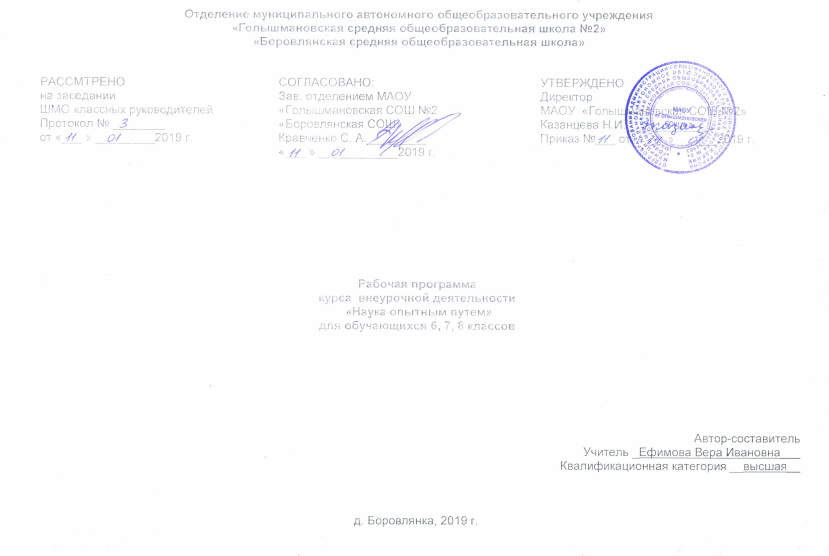 Отделение муниципального автономного общеобразовательного учреждения
«Голышмановская средняя общеобразовательная школа №2»
«Боровлянская средняя общеобразовательная школа»
РАССМТРЕНО
на заседании
ШМО классных руководителей
Протокол № 3
от « 11 » 01 2019 г.
СОГЛАСОВАНО:
Зав. отделением МАОУ
«Голышмановская СОШ №2
«Боровлянская СОШ»
Кравченко С. А.
« 11 » 01 2019 г.
УТВЕРЖДЕНО
Директор
МАОУ «Голышмановская СОШ №2»
Казанцева Н.И.
Приказ № 11 от 2019 г.
Рабочая программа
курса внеурочной деятельности
«Наука опытным путем»
для обучающихся 6, 7, 8 классов
Автор-составитель
Учитель Ефимова Вера Ивановна
Квалификационная категория высшая
д. Боровлянка, 2019 г.